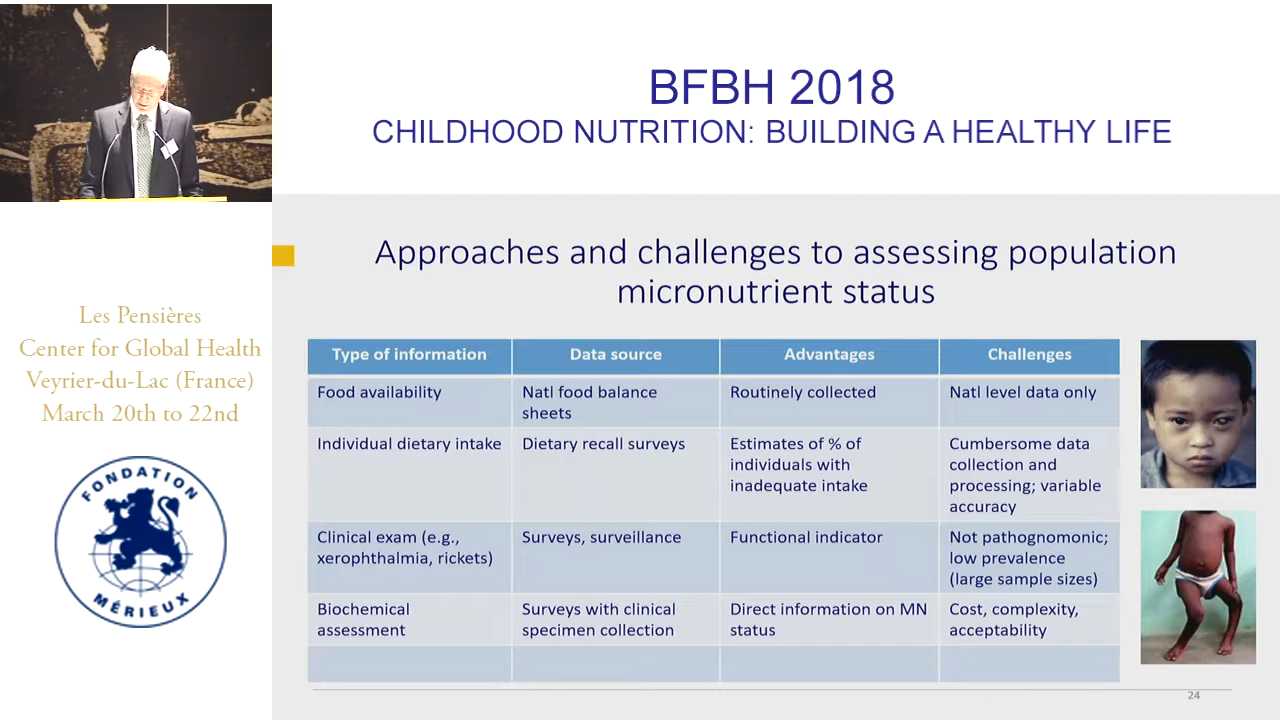 BFBH 2018
CHILDHOOD NUTRITION: BUILDING A HEALTHY LIFE
Les Pensières
Center for Global Health
Veyrier-du-Lac (France)
March 20th to 22nd
FONDATION
MÉRIEUX
Approaches and challenges to assessing population
micronutrient status
Type of information
Data source
Advantages
Challenges
Food availability
Natl food balance
sheets
Routinely collected
Natl level data only
Individual dietary intake
Dietary recall surveys
Estimates of % of
individuals with
inadequate intake
Cumbersome data
collection and
processing; variable
accuracy
Clinical exam (e.g.,
xerophthalmia, rickets)
Surveys, surveillance
Functional indicator
Not pathognomonic;
low prevalence
(large sample sizes)
Biochemical
assessment
Surveys with clinical
specimen collection
Direct information on MN
status
Cost, complexity,
acceptability
24